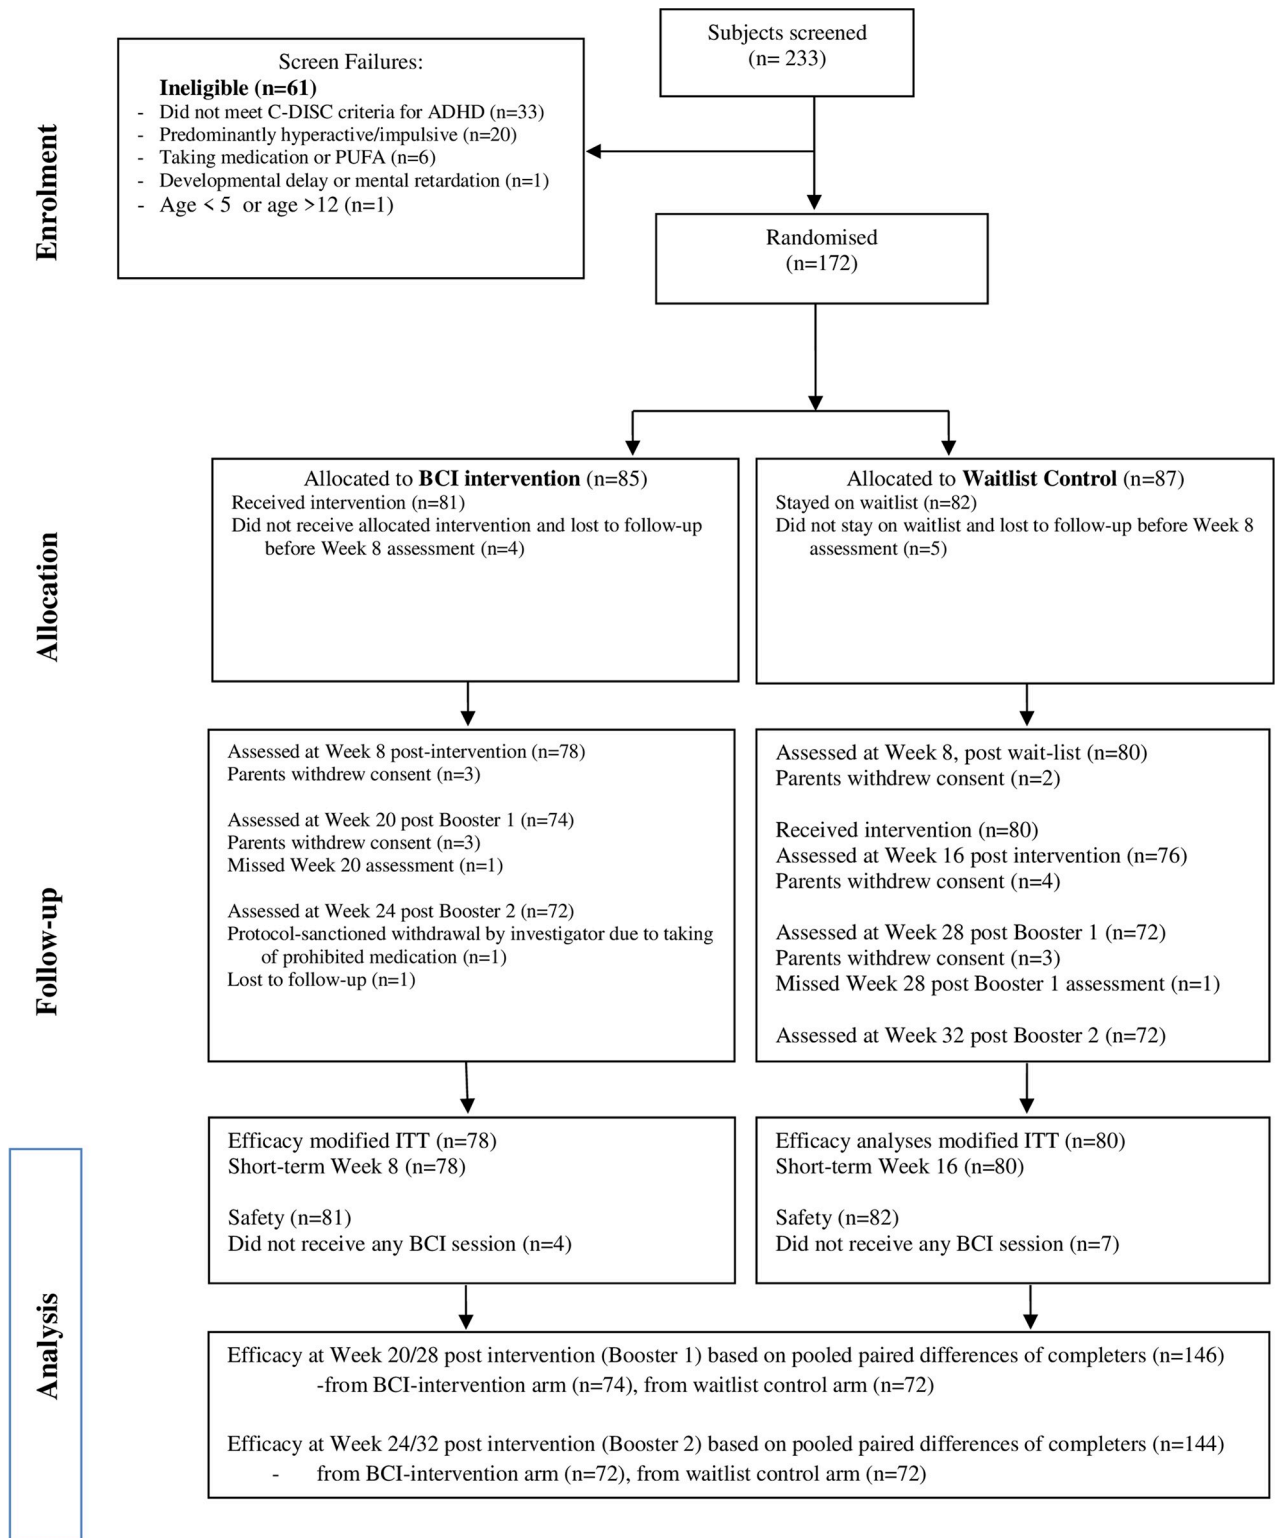 Enrolment
Subjects screened
(n= 233)
Screen Failures:
Ineligible (n=61)
- Did not meet C-DISC criteria for ADHD (n=33)
- Predominantly hyperactive/impulsive (n=20)
- Taking medication or PUFA (n=6)
- Developmental delay or mental retardation (n=1)
- Age < 5 or age >12 (n=1)
Randomised
(n=172)
Allocation
Allocated to BCI intervention (n=85)
Received intervention (n=81)
Did not receive allocated intervention and lost to follow-up
before Week 8 assessment (n=4)
Allocated to Waitlist Control (n=87)
Stayed on waitlist (n=82)
Did not stay on waitlist and lost to follow-up before Week 8
assessment (n=5)
Follow-up
Assessed at Week 8 post-intervention (n=78)
Parents withdrew consent (n=3)
Assessed at Week 20 post Booster 1 (n=74)
Parents withdrew consent (n=3)
Missed Week 20 assessment (n=1)
Assessed at Week 24 post Booster 2 (n=72)
Protocol-sanctioned withdrawal by investigator due to taking
of prohibited medication (n=1)
Lost to follow-up (n=1)
Assessed at Week 8, post wait-list (n=80)
Parents withdrew consent (n=2)
Received intervention (n=80)
Assessed at Week 16 post intervention (n=76)
Parents withdrew consent (n=4)
Assessed at Week 28 post Booster 1 (n=72)
Parents withdrew consent (n=3)
Missed Week 28 post Booster 1 assessment (n=1)
Assessed at Week 32 post Booster 2 (n=72)
Analysis
Efficacy modified ITT (n=78)
Short-term Week 8 (n=78)
Safety (n=81)
Did not receive any BCI session (n=4)
Efficacy analyses modified ITT (n=80)
Short-term Week 16 (n=80)
Safety (n=82)
Did not receive any BCI session (n=7)
Efficacy at Week 20/28 post intervention (Booster 1) based on pooled paired differences of completers (n=146)
-from BCI-intervention arm (n=74), from waitlist control arm (n=72)
Efficacy at Week 24/32 post intervention (Booster 2) based on pooled paired differences of completers (n=144)
- from BCI-intervention arm (n=72), from waitlist control arm (n=72)